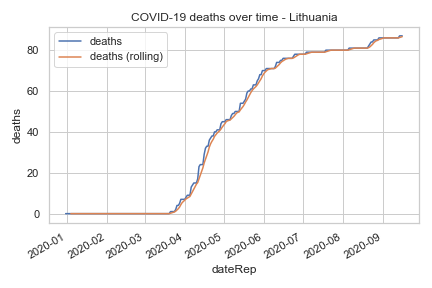 COVID-19 deaths over time - Lithuania
deaths
deaths (rolling)
80
60
40
20
0
deaths
2020-01
2020-02
2020-03
2020-04
2020-05
2020-06
2020-07
2020-08
2020-09
dateRep